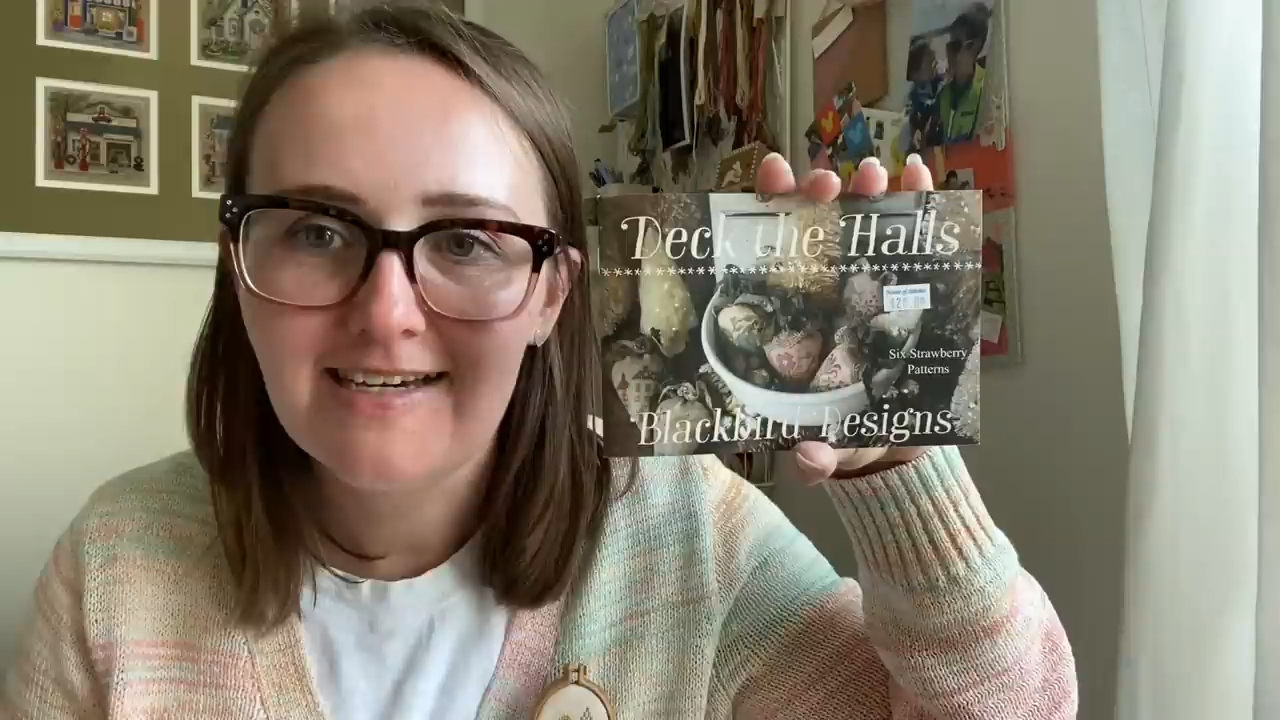 Deck the Halls
Six Strawberry
Patterns
Blackbird Designs